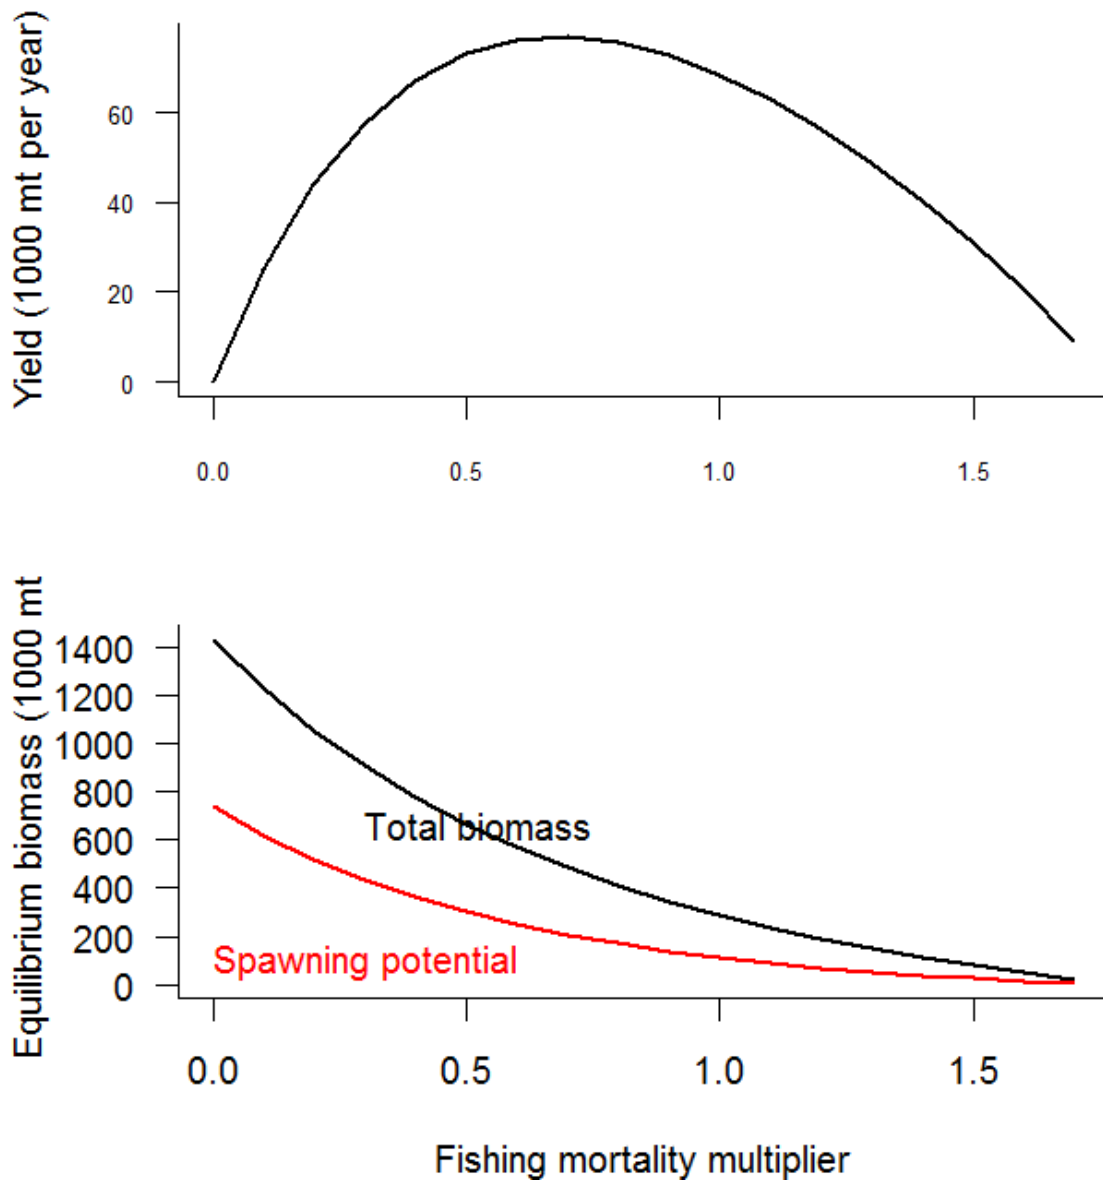 Yield (1000 mt per year)
60
40
20
0
0.0 0.5 1.0 1.5
Equilibrium biomass (1000 mt
1400
1200
1000
800
600
400
200
0
Total biomass
Spawning potential
0.0 0.5 1.0 1.5
Fishing mortality multiplier